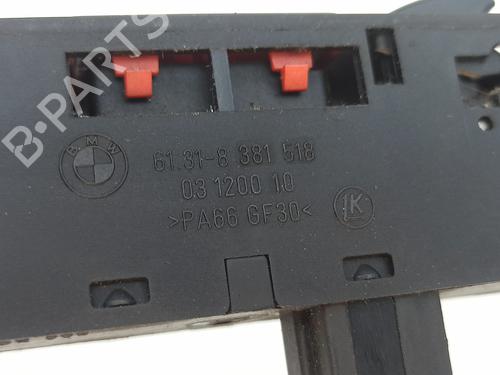 B-PARTS
BMW
61.31-8 381 518
03 1200 10
>PA66 GF30<
K